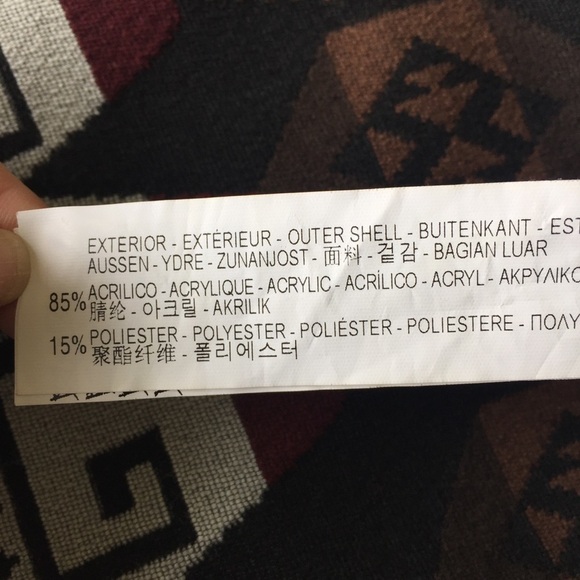 EXTERIOR - EXTÉRIEUR - OUTER SHELL - BUITENKANT - EST
AUSSEN - YDRE - ZUNANJOST - 面料 - 겉감 - BAGIAN LUAR
85% ACRILICO - ACRYLIQUE - ACRYLIC - ACRÍLICO - ACRYL - ΑΚΡΥΛΙΚΟ
腈纶 - 아크릴 - AKRILIK
15% POLIESTER - POLYESTER - POLIÉSTER - POLIESTERE - ΠΟΛΥ
聚酯纤维 - 폴리에스터